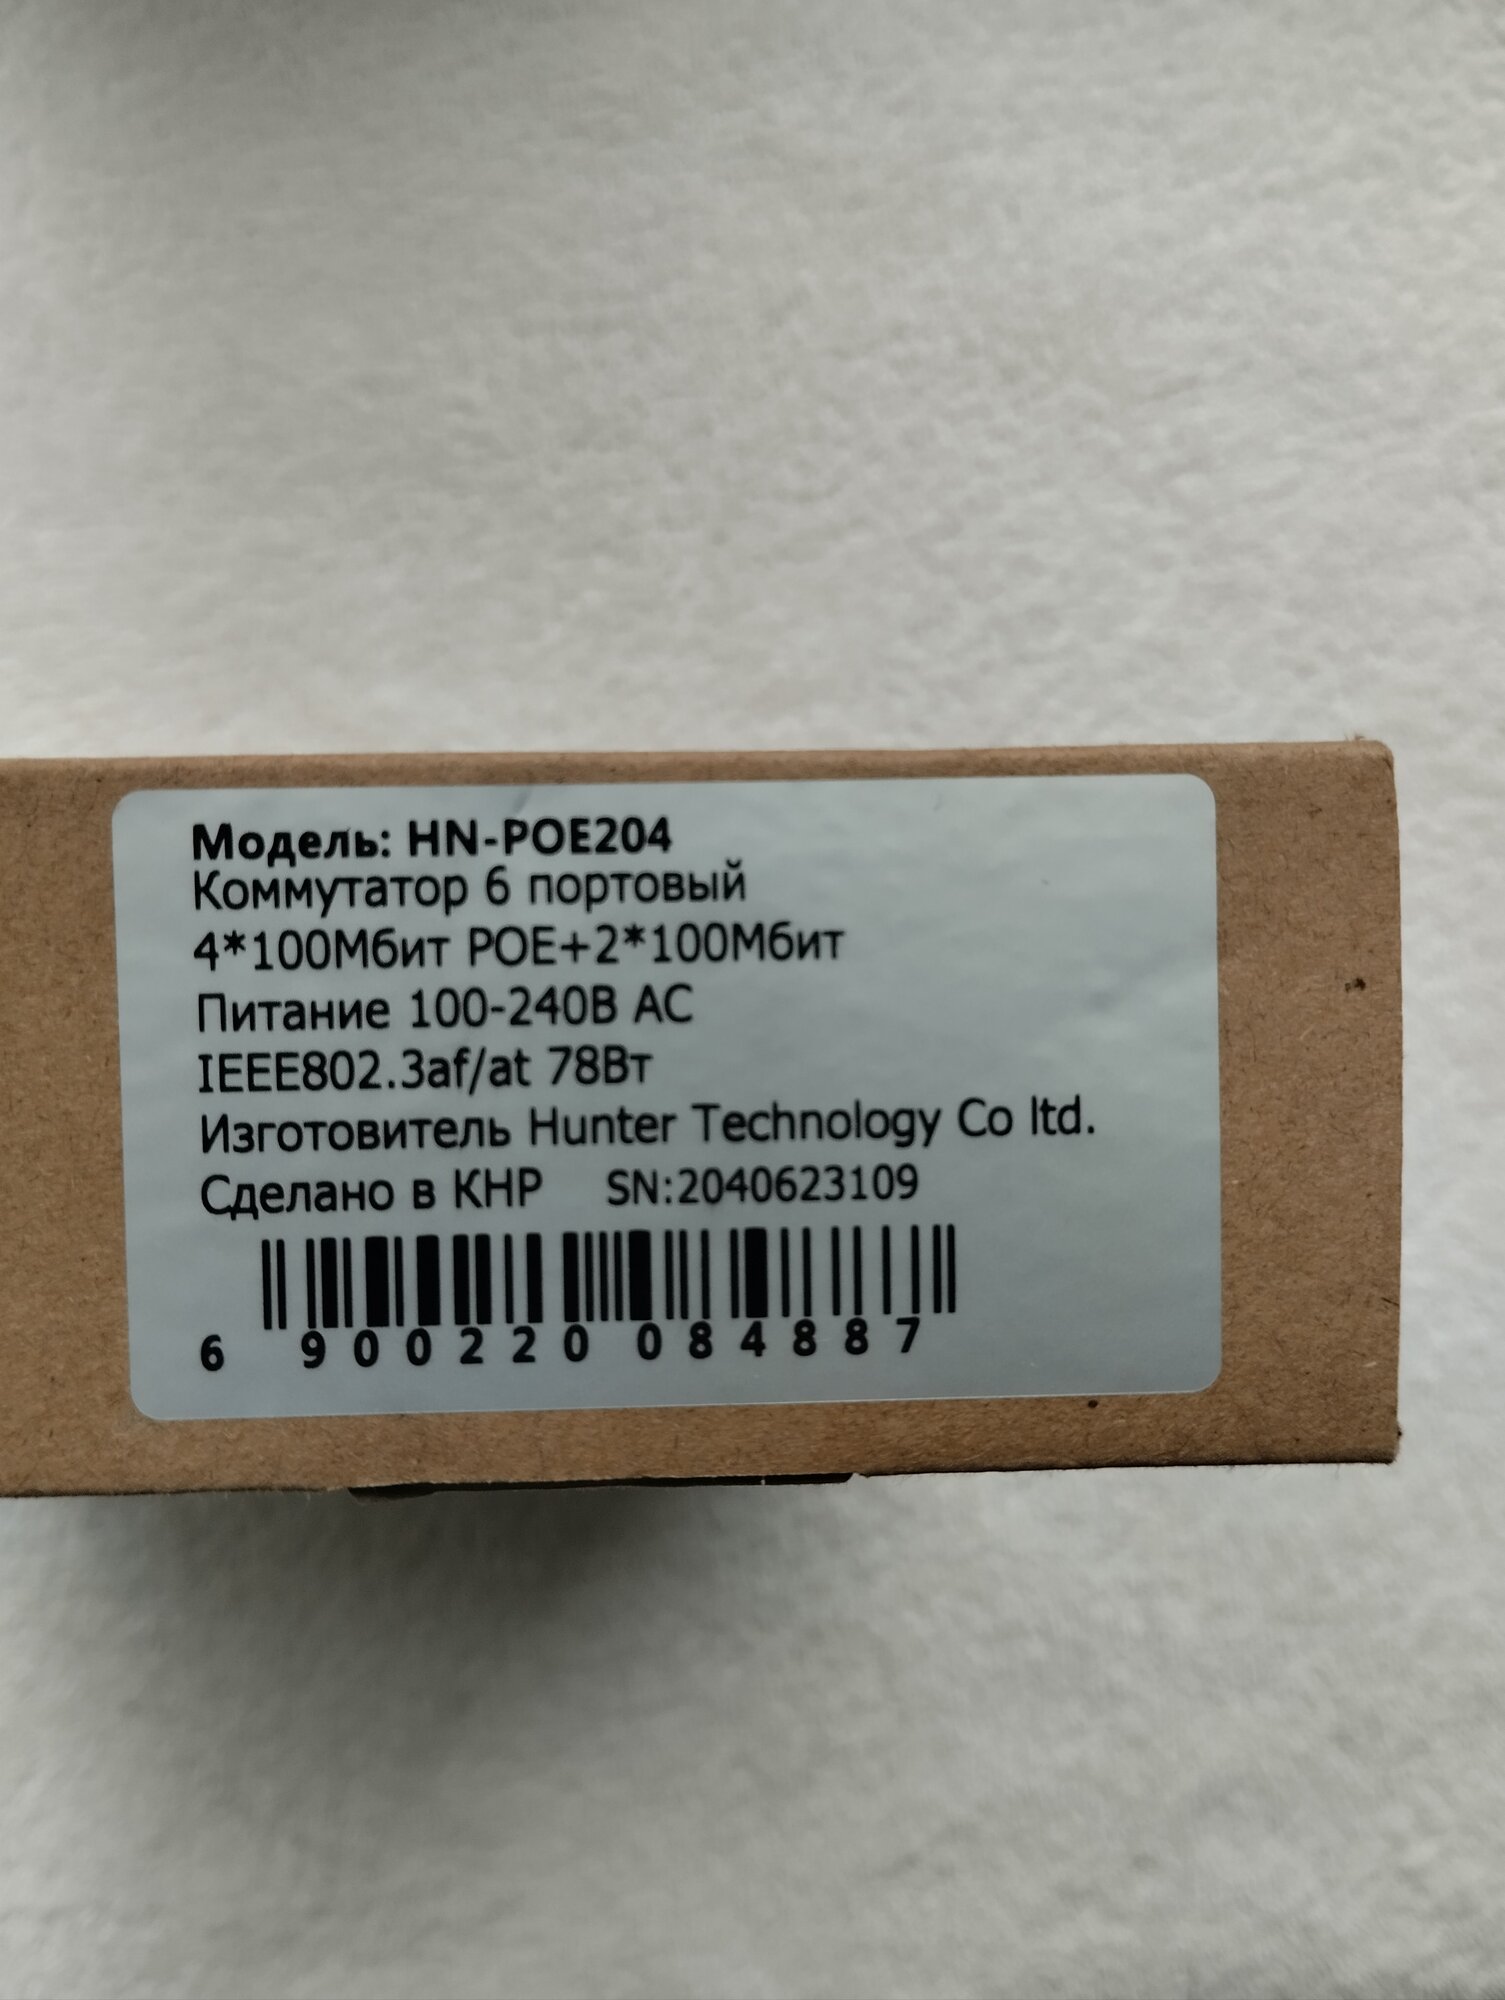 Модель: HN-POE204
Коммутатор 6 портовый
4*100Мбит POE+2*100Мбит
Питание 100-240В AC
IEEE802.3af/at 78Вт
Изготовитель Hunter Technology Co ltd.
Сделано в КНР SN:2040623109
6 900220 084887